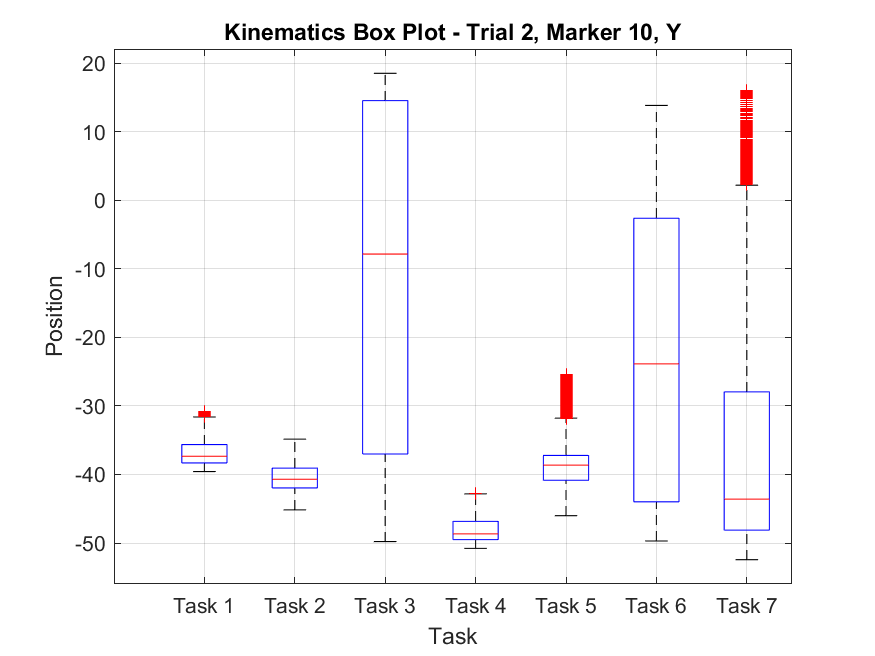 Kinematics Box Plot - Trial 2, Marker 10, Y
20
10
0
-10
-20
-30
-40
-50
Position
Task 1 Task 2 Task 3 Task 4 Task 5 Task 6 Task 7
Task